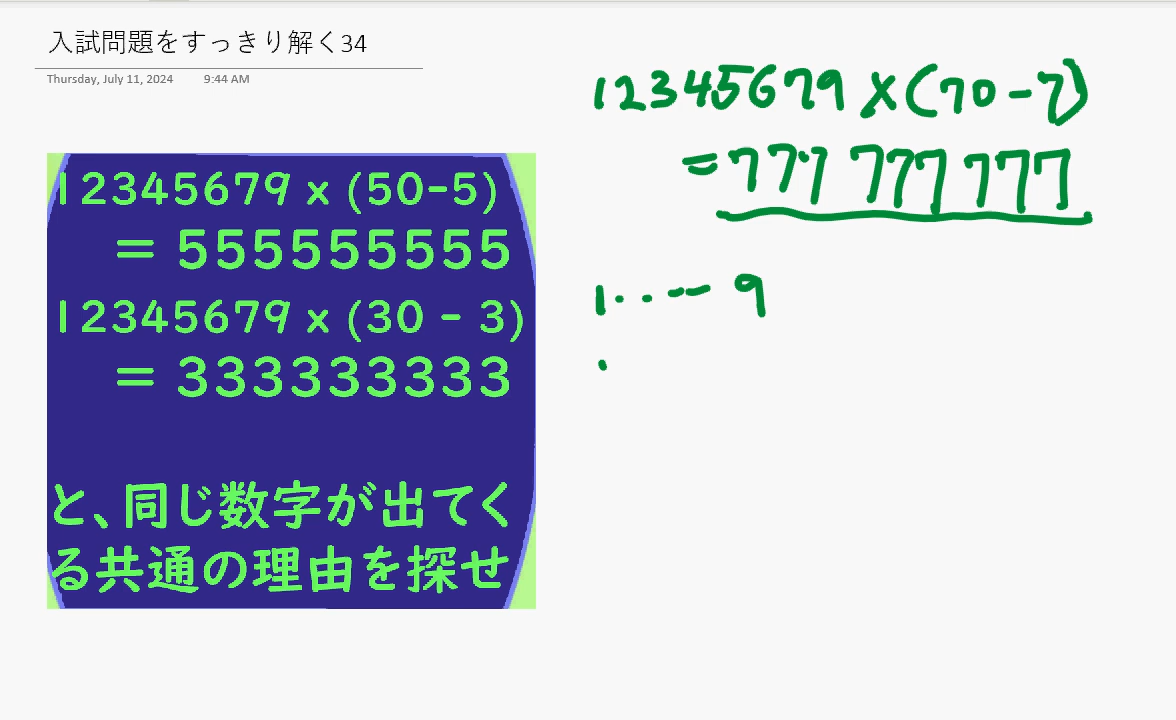 入試問題をすっきり解く34
Thursday, July 11, 2024 9:44 AM
12345679 x (50-5)
= 555555555
12345679 x (30 - 3)
= 333333333
と、同じ数字が出てく
る共通の理由を探せ
12345679 X (70-7)
= 777 777 777
1 · · -- 9
·